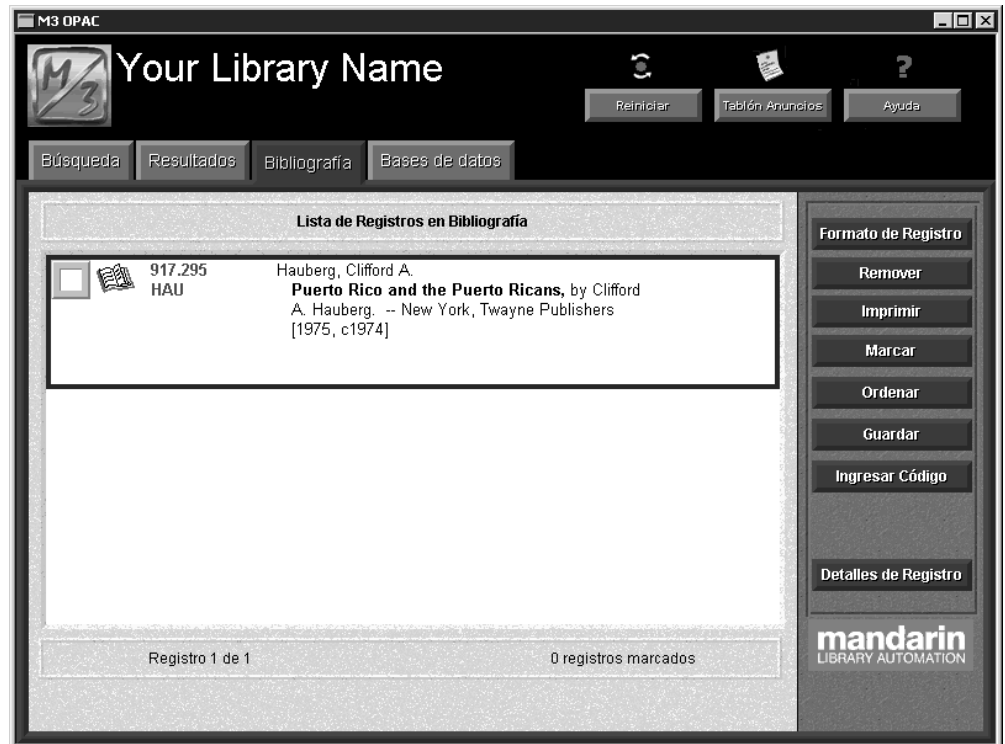 M3 OPAC
M/3
Your Library Name
Reiniciar
Tablón Anuncios
Ayuda
Búsqueda
Resultados
Bibliografía
Bases de datos
Lista de Registros en Bibliografía
917.295
HAU
Hauberg, Clifford A.
Puerto Rico and the Puerto Ricans, by Clifford
A. Hauberg. -- New York, Twayne Publishers
[1975, c1974]
Registro 1 de 1
0 registros marcados
Formato de Registro
Remover
Imprimir
Marcar
Ordenar
Guardar
Ingresar Código
Detalles de Registro
mandarin
LIBRARY AUTOMATION